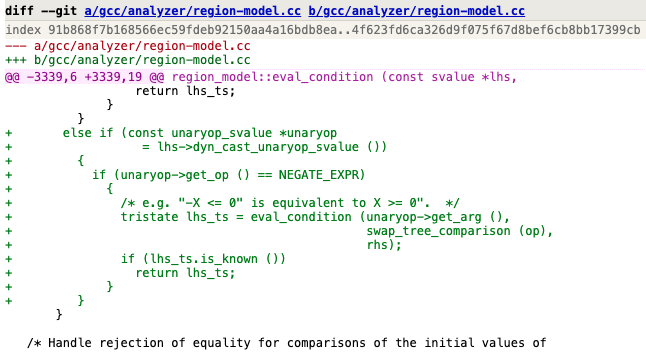 diff --git a/gcc/analyzer/region-model.cc b/gcc/analyzer/region-model.cc
index 91b868f7b168566ec59fdeb92150aa4a16bdb8ea..4f623fd6ca326d9f075f67d8bef6cb8bb17399cb
--- a/gcc/analyzer/region-model.cc
+++ b/gcc/analyzer/region-model.cc
@@ -3339,6 +3339,19 @@ region_model::eval_condition (const svalue *lhs,
                 return lhs_ts;
             }
         }
+      else if (const unaryop_svalue *unaryop
+                 = lhs->dyn_cast_unaryop_svalue ())
+        {
+          if (unaryop->get_op () == NEGATE_EXPR)
+            {
+              /* e.g. "-X <= 0" is equivalent to X >= 0".  */
+              tristate lhs_ts = eval_condition (unaryop->get_arg (),
+                                                swap_tree_comparison (op),
+                                                rhs);
+              if (lhs_ts.is_known ())
+                return lhs_ts;
+            }
+        }
      }
 
  /* Handle rejection of equality for comparisons of the initial values of